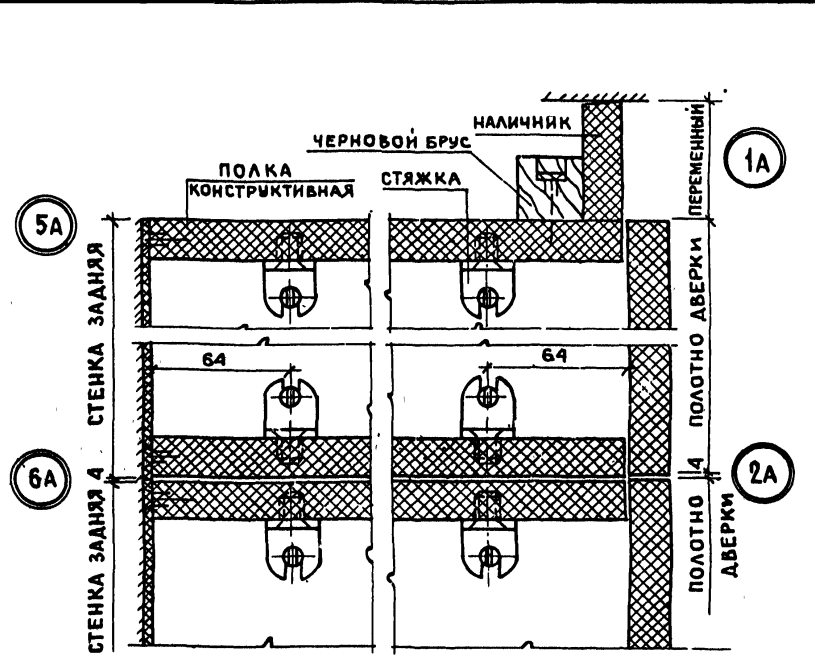 НАЛИЧНИК
ЧЕРНОВОЙ БРУС
ПОЛКА
КОНСТРУКТИВНАЯ
СТЯЖКА
ПЕРЕМЕННЫЙ
1А
5А
СТЕНКА ЗАДНЯЯ
ПОЛОТНО ДВЕРКИ
64
64
4
4
6А
2А
СТЕНКА ЗАДНЯЯ
ПОЛОТНО
ДВЕРКИ